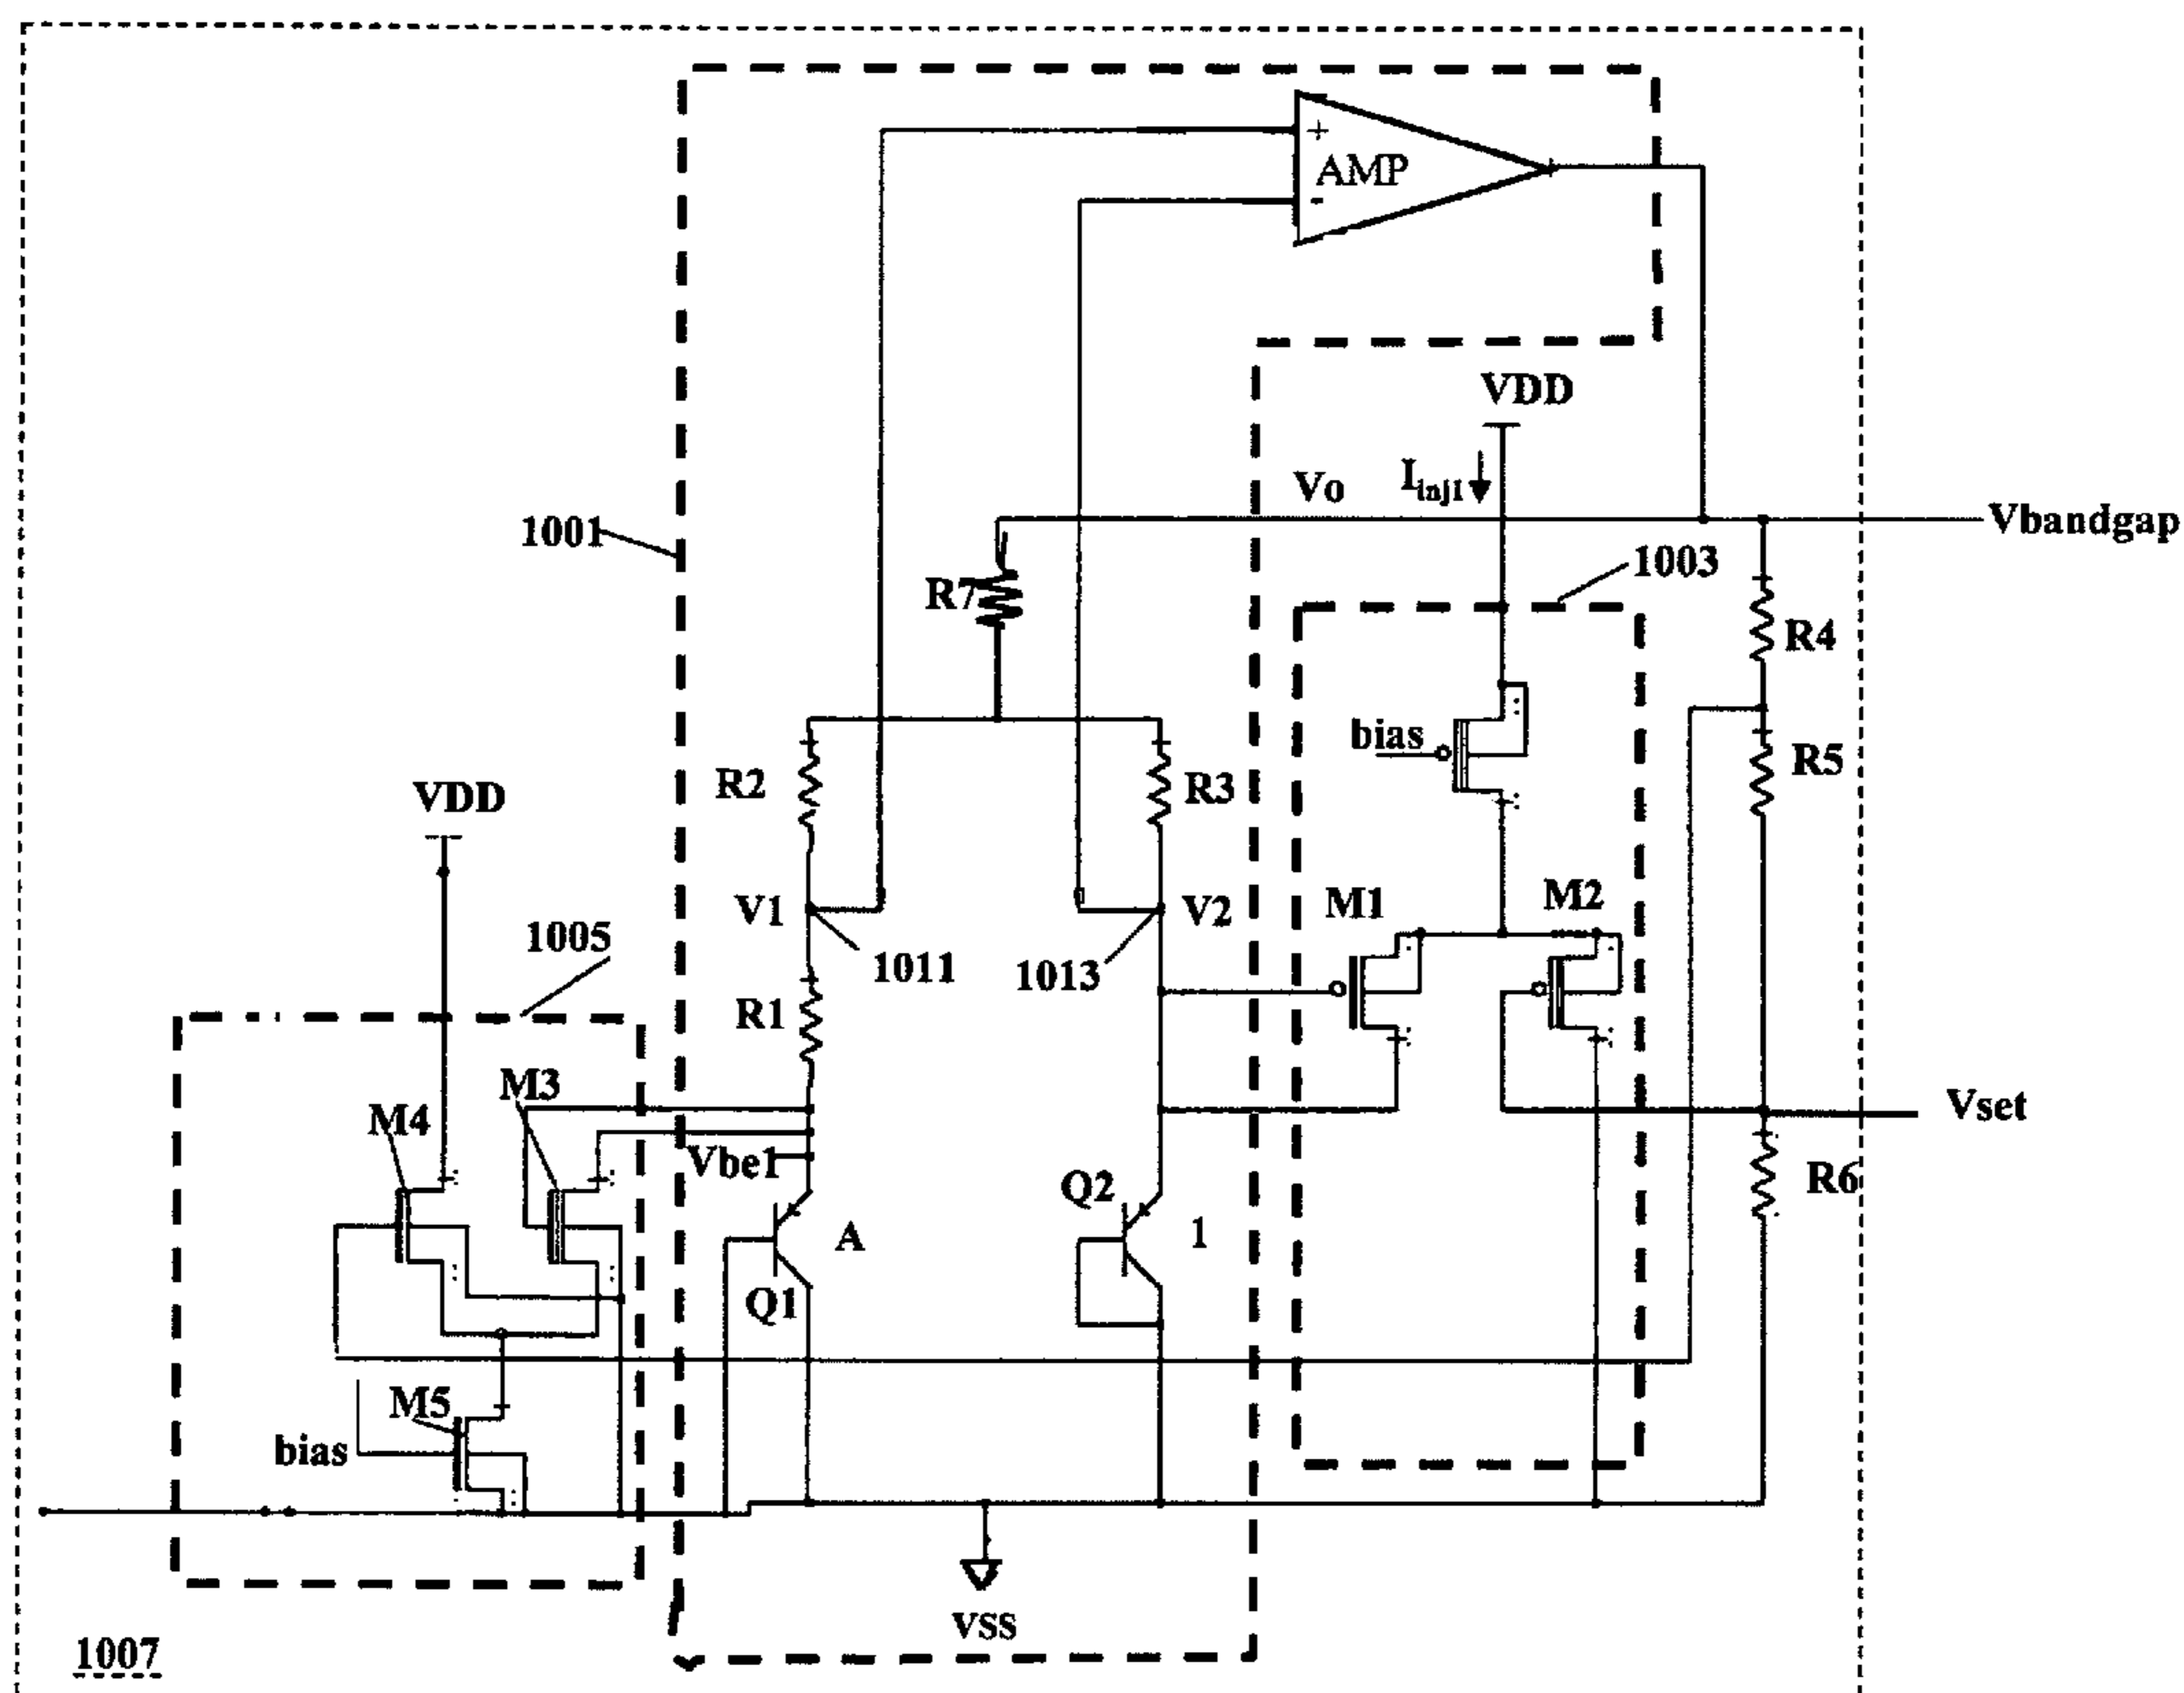 +
AMP
-
VDD
Vo
Iinj1
Vbandgap
1001
1003
R7
R4
bias
R5
R2
R3
VDD
V1
V2
M1
M2
1005
1011
1013
R1
M3
M4
Vset
Vbe1
Q2
R6
A
1
Q1
M5
bias
VSS
1007